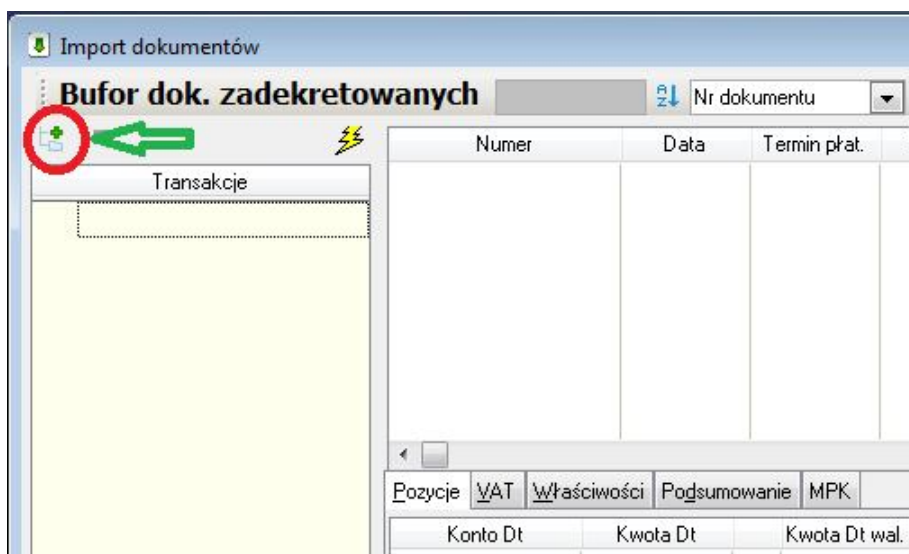 Import dokumentów
Bufor dok. zadekretowanych
Nr dokumentu
Transakcje
Numer Data Termin płat.
Pozycje VAT Właściwości Podsumowanie MPK
Konto Dt Kwota Dt Kwota Dt wal.